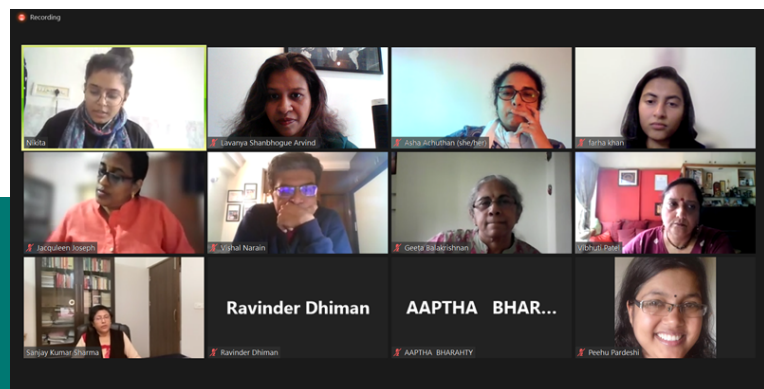 Recording
Nikita
Lavanya Shanbhogue Arvind
Asha Achuthan (she/her)
farha khan
Jacquleen Joseph
Vishal Narain
Geeta Balakrishnan
Vibhuti Patel
Sanjay Kumar Sharma
Ravinder Dhiman
Ravinder Dhiman
AAPTHA BHAR...
AAPTHA BHARAHTY
Peehu Pardeshi